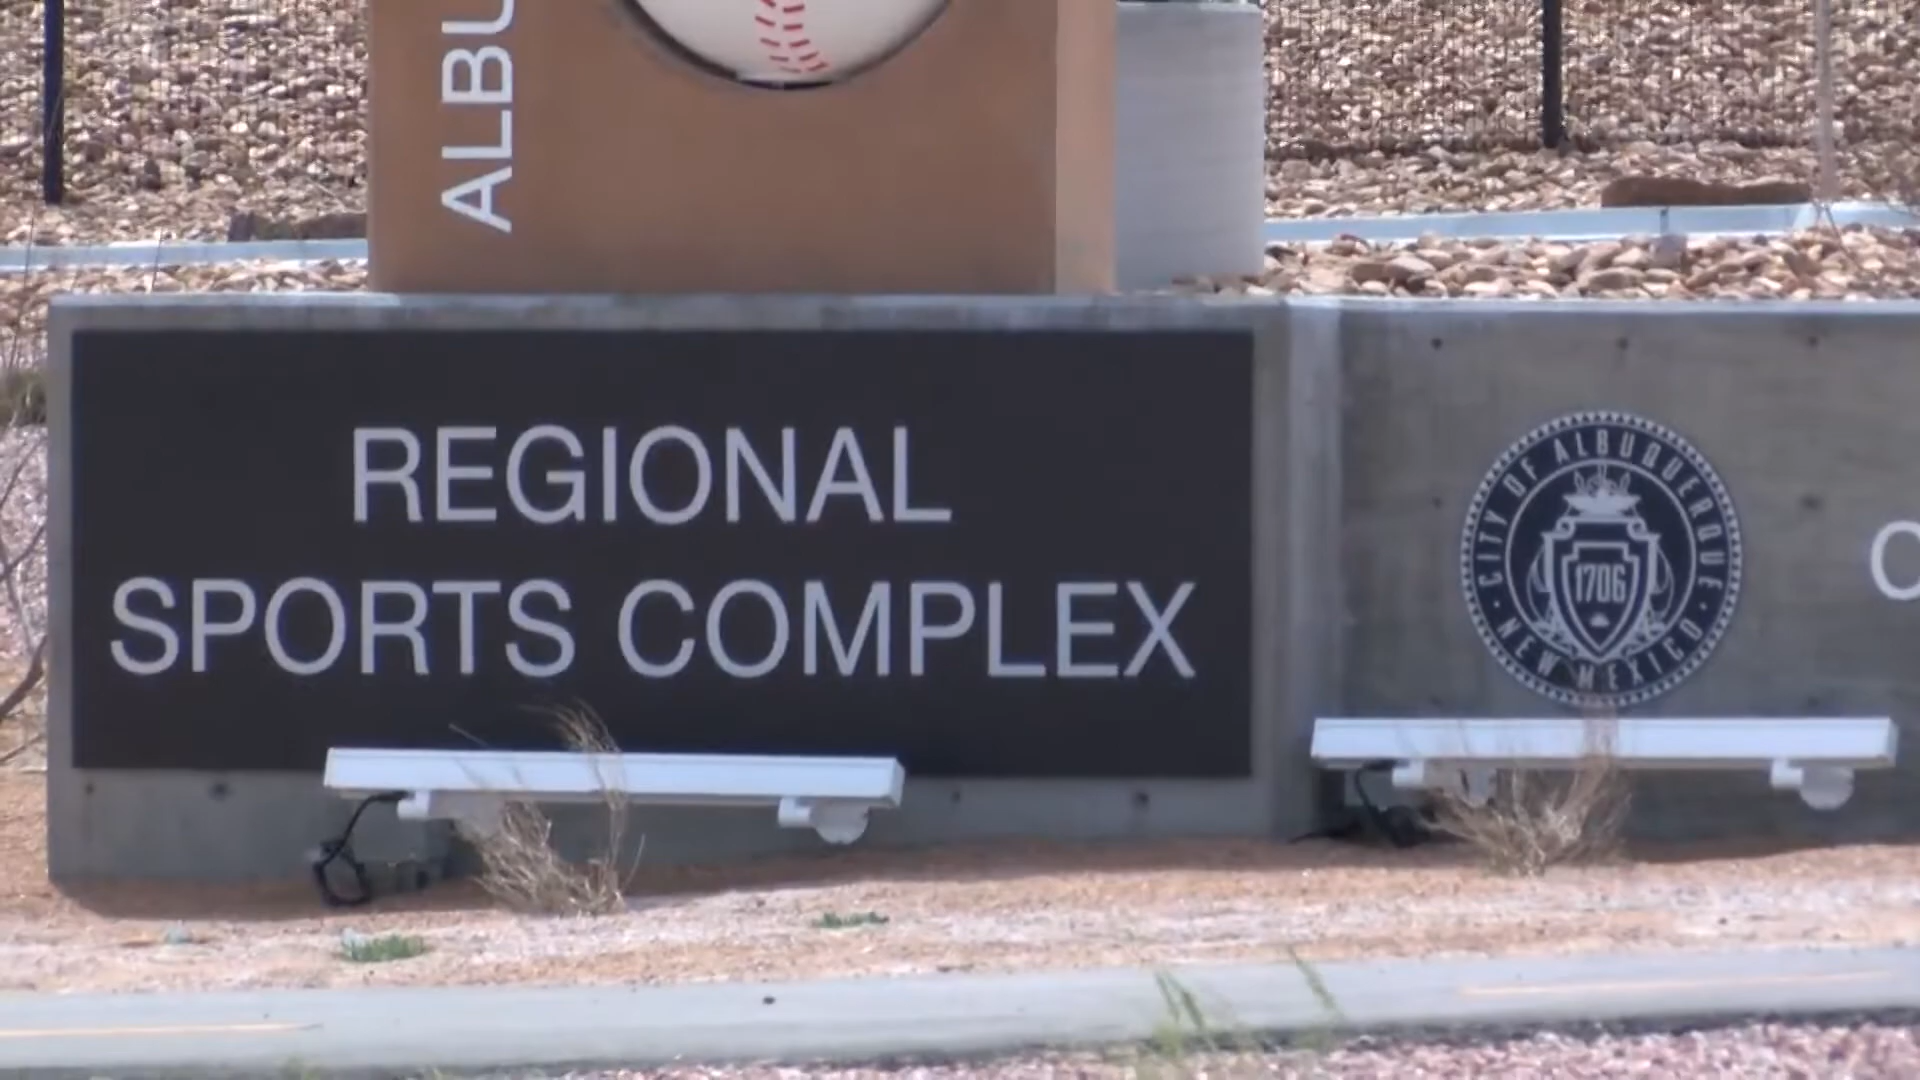 ALBU
REGIONAL
SPORTS COMPLEX
CITY OF ALBUQUERQUE
1706
• NEW MEXICO •